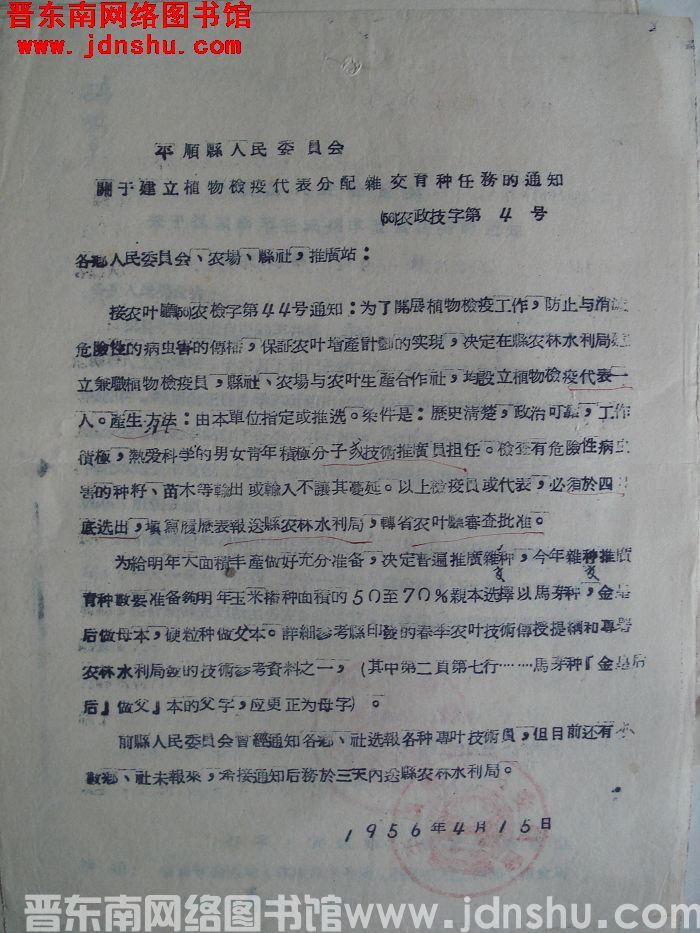 晋东南网络图书馆
www.jdnshu.com
平順縣人民委員会
關于建立植物檢疫代表分配雜交育种任務的通知
(56)农政技字第4号
各鄉人民委員会、农場、縣社,推廣站:
接农叶廳(56)农檢字第44号通知:为了開展植物檢疫工作,防止与消滅
危險性的病虫害的傳播,保証农叶增產計劃的实現,决定在縣农林水利局建
立兼職植物檢疫員,縣社、农場与农叶生產合作社,均設立植物檢疫代表一
人。產生方法:由本單位指定或推选。条件是:歷史清楚,政治可靠,工作
積極,熱爱科学的男女青年積極分子或技術推廣員担任。檢查有危險性病虫
害的种籽、苗木等輸出或輸入不讓其蔓延。以上檢疫員或代表,必須於四月
底选出,填寫履歷表報送縣农林水利局,轉省农叶廳審查批准。
为給明年大面積丰產做好充分准备,决定普遍推廣雜交种,今年雜交种推廣
育种數要准备夠明年玉米播种面積的50至70%親本选擇以馬芽种,金皇
后做母本,硬粒种做父本。詳細参考縣印發的春季农叶技術傳授提綱和專署
农林水利局發的技術参考資料之一,(其中第二頁第七行……馬芽种『金皇后
后』做父』本的父字,应更正为母字)。
前縣人民委員会曾經通知各鄉、社选報各种專叶技術員,但目前还有小
數鄉、社未報來,希接通知后務於三天內送縣农林水利局。
1956年4月15日
晋东南网络图书馆 www.jdnshu.com